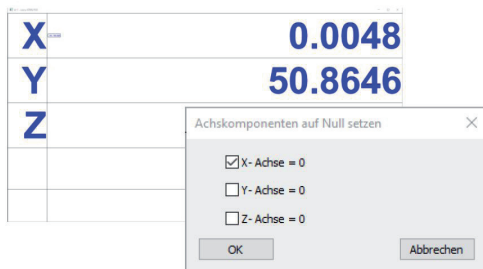 X 0.0048
Y 50.8646
Z
Achskomponenten auf Null setzen
X- Achse = 0
Y- Achse = 0
Z- Achse = 0
OK Abbrechen